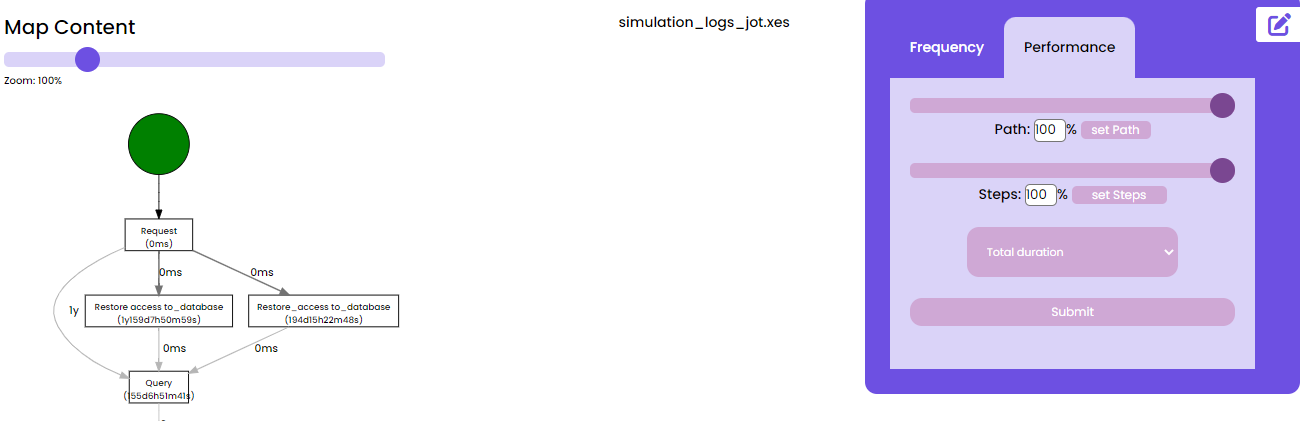 Map Content
simulation_logs_jot.xes
Zoom: 100%
Frequency
Performance
Path: 100 % set Path
Steps: 100 % set Steps
Total duration
Submit
Request
(0ms)
0ms
0ms
1y
Restore access to_database
(1y159d7h50m59s)
Restore_access to_database
(194d15h22m48s)
0ms
0ms
Query
(155d6h51m41s)